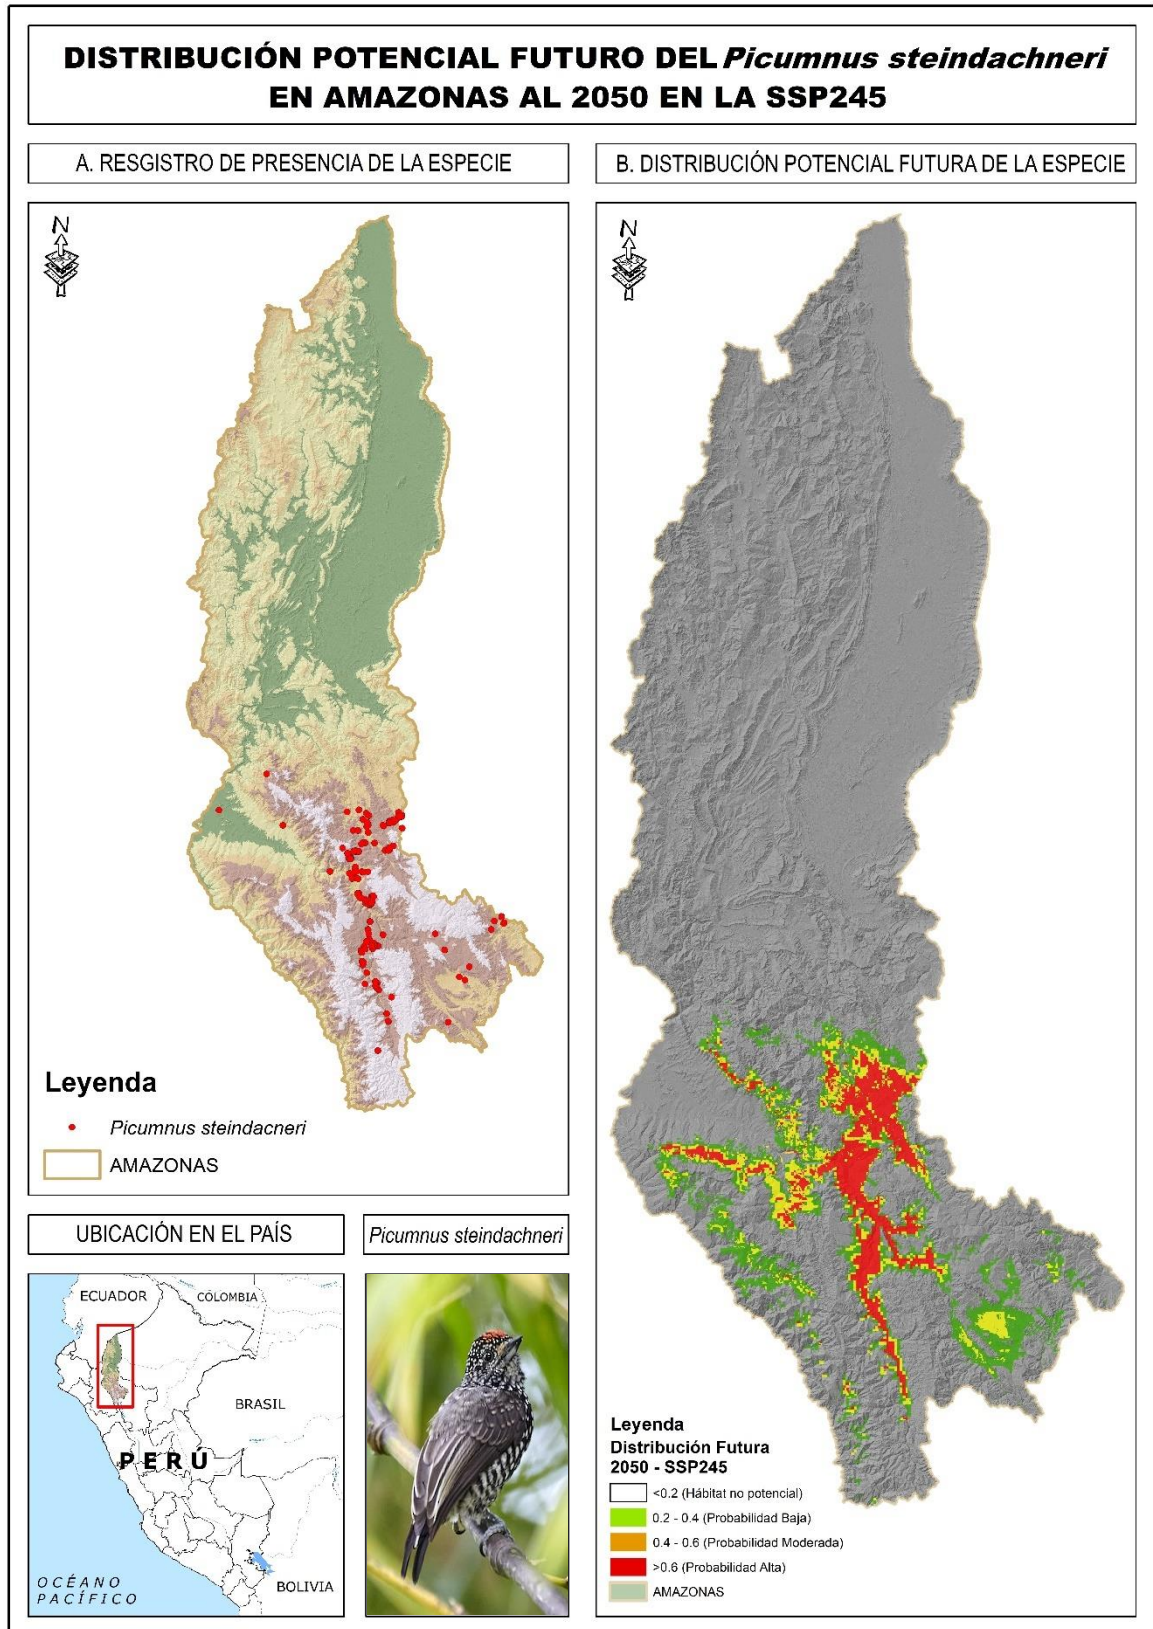 DISTRIBUCIÓN POTENCIAL FUTURO DEL Picumnus steindachneri
EN AMAZONAS AL 2050 EN LA SSP245
A. RESGISTRO DE PRESENCIA DE LA ESPECIE
N
Leyenda
Picumnus steindacneri
AMAZONAS
UBICACIÓN EN EL PAÍS
ECUADOR
COLOMBIA
BRASIL
PERÚ
BOLIVIA
OCÉANO
PACÍFICO
Picumnus steindachneri
B. DISTRIBUCIÓN POTENCIAL FUTURA DE LA ESPECIE
N
Leyenda
Distribución Futura
2050 - SSP245
<0.2 (Hábitat no potencial)
0.2 - 0.4 (Probabilidad Baja)
0.4 - 0.6 (Probabilidad Moderada)
>0.6 (Probabilidad Alta)
AMAZONAS